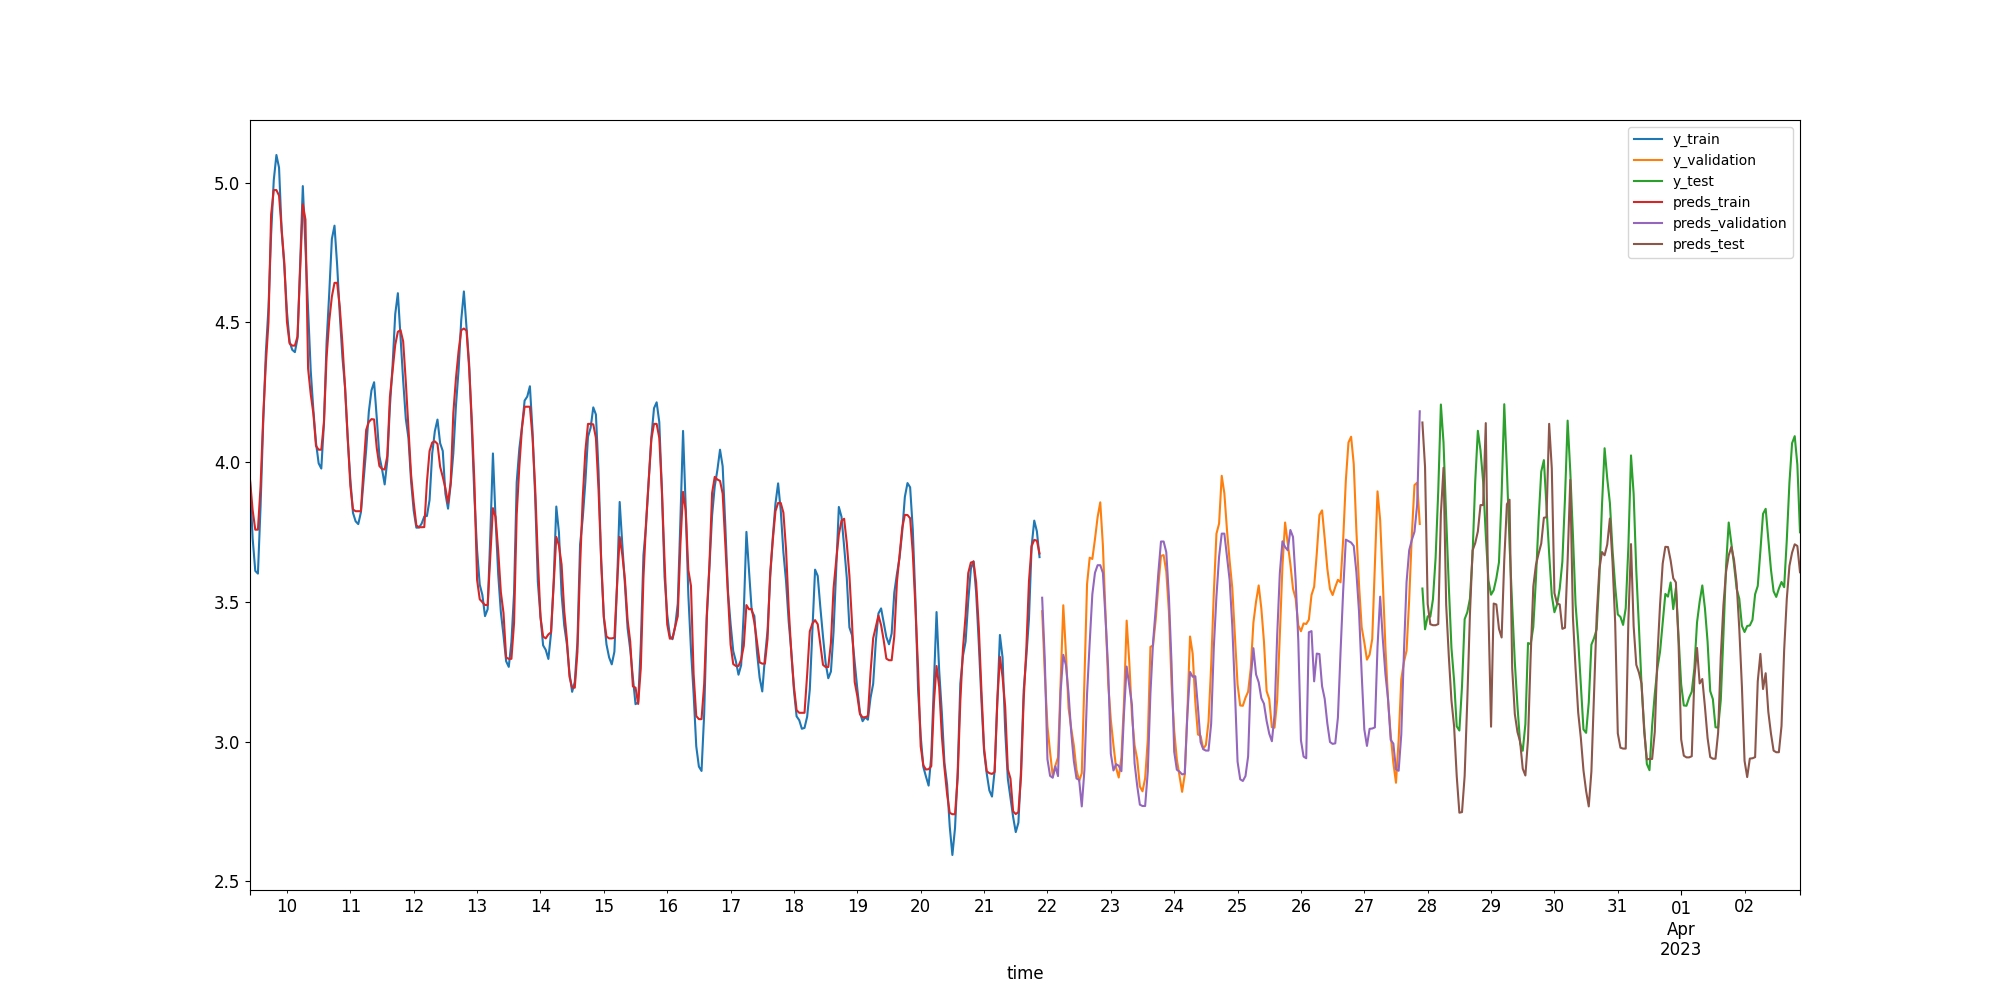 y_train
y_validation
y_test
preds_train
preds_validation
preds_test
5.0
4.5
4.0
3.5
3.0
2.5
10 11 12 13 14 15 16 17 18 19 20 21 22 23 24 25 26 27 28 29 30 31 01 02
Apr
2023
time